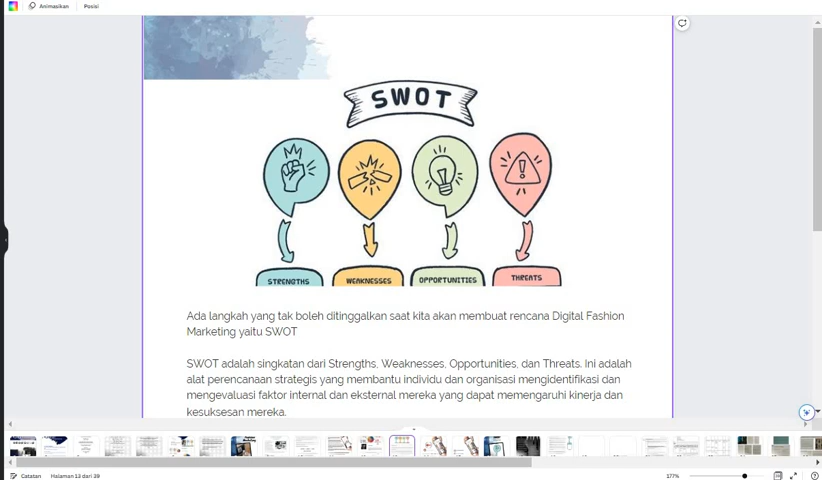 Animasikan Posisi
SWOT
STRENGTHS WEAKNESSES OPPORTUNITIES THREATS
Ada langkah yang tak boleh ditinggalkan saat kita akan membuat rencana Digital Fashion
Marketing yaitu SWOT
SWOT adalah singkatan dari Strengths, Weaknesses, Opportunities, dan Threats. Ini adalah
alat perencanaan strategis yang membantu individu dan organisasi mengidentifikasi dan
mengevaluasi faktor internal dan eksternal mereka yang dapat memengaruhi kinerja dan
kesuksesan mereka.
Catatan Halaman 13 dari 39 177%